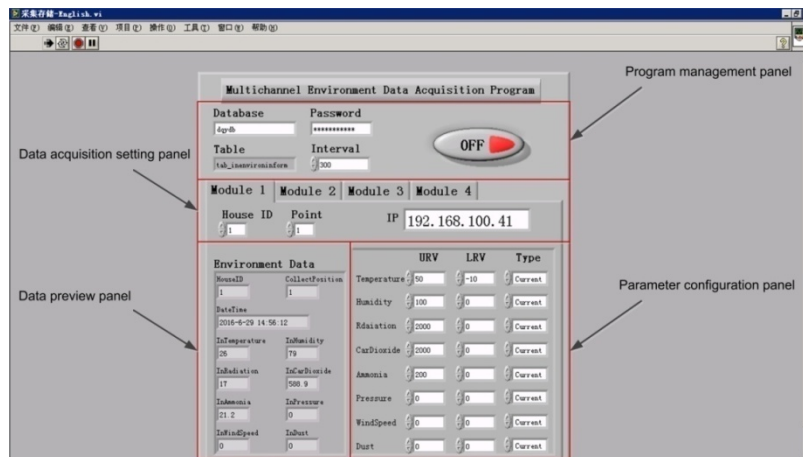 采集存储-English.vi
文件(F) 编辑(E) 查看(V) 项目(P) 操作(O) 工具(T) 窗口(W) 帮助(H)
Program management panel
Multichannel Environment Data Acquisition Program
Database Password
dqydb ***********
OFF
Table Interval
tab_inenvironinform 300
Data acquisition setting panel
Module 1 Module 2 Module 3 Module 4
House ID Point IP 192.168.100.41
1 1
Environment Data
HouseID CollectPosition
1 1
DateTime
2016-6-29 14:56:12
InTemperature InHumidity
26 79
InRadiation InCarDioxide
17 588.9
InAmmonia InPressure
21.2 0
InWindSpeed InDust
0 0
Data preview panel
URV LRV Type
Temperature 50 -10 Current
Humidity 100 0 Current
Rdaistion 2000 0 Current
CarDioxide 2000 0 Current
Ammonia 200 0 Current
Pressure 0 0 Current
WindSpeed 0 0 Current
Dust 0 0 Current
Parameter configuration panel